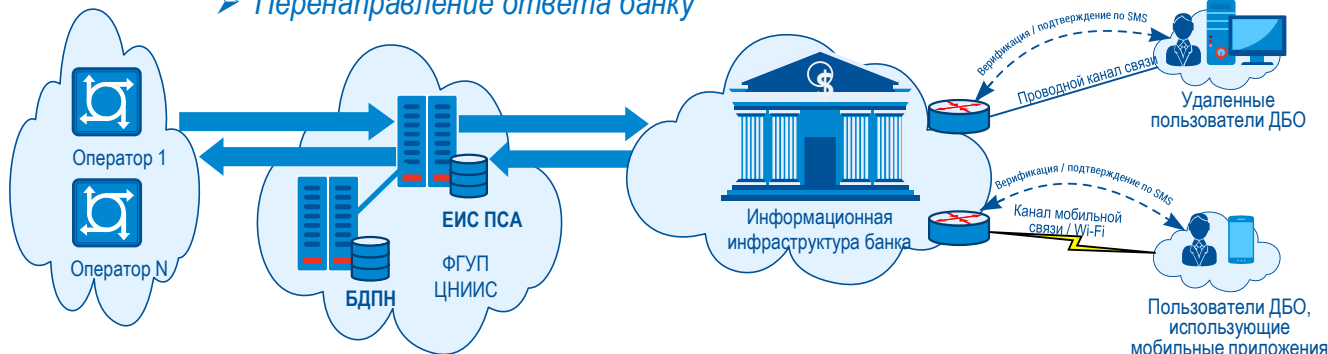 ➤ Перенаправление ответа банку
Оператор 1
Оператор N
ЕИС ПСА
БДПН
ФГУП
ЦНИИС
Информационная
инфраструктура банка
Верификация / подтверждение по SMS
Проводной канал связи
Удаленные
пользователи ДБО
Верификация / подтверждение по SMS
Канал мобильной
связи / Wi-Fi
Пользователи ДБО,
использующие
мобильные приложения